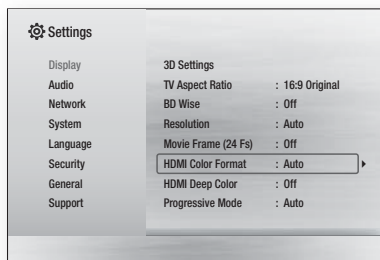 Settings
Display
Audio
Network
System
Language
Security
General
Support
3D Settings
TV Aspect Ratio : 16:9 Original
BD Wise : Off
Resolution : Auto
Movie Frame (24 Fs) : Off
HDMI Color Format : Auto
HDMI Deep Color : Off
Progressive Mode : Auto